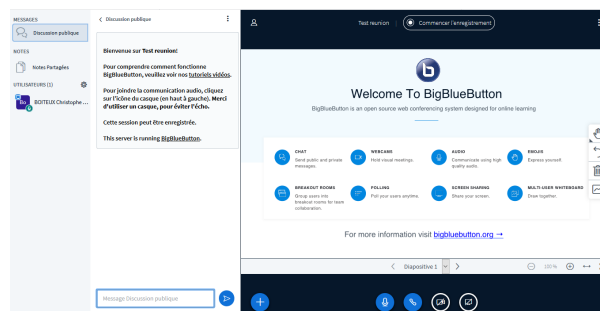 MESSAGES
Discussion publique
NOTES
Notes Partagées
UTILISATEURS (1)
Bo
BOITEUX Christophe ...
Discussion publique
Bienvenue sur Test reunion!
Pour comprendre comment fonctionne
BigBlueButton, veuillez voir nos tutoriels vidéos.
Pour joindre la communication audio, cliquez
sur l'icône du casque (en haut à gauche). Merci
d'utiliser un casque, pour éviter l'écho.
Cette session peut être enregistrée.
This server is running BigBlueButton.
Message Discussion publique
Test reunion
Commencer l'enregistrement
b
Welcome To BigBlueButton
BigBlueButton is an open source web conferencing system designed for online learning
CHAT
Send public and private
messages.
WEBCAMS
Hold visual meetings.
AUDIO
Communicate using high
quality audio.
EMOJIS
Express yourself.
BREAKOUT ROOMS
Group users into
breakout rooms for team
collaboration.
POLLING
Poll your users anytime.
SCREEN SHARING
Share your screen.
MULTI-USER WHITEBOARD
Draw together.
For more information visit bigbluebutton.org →
Diapositive 1
100%